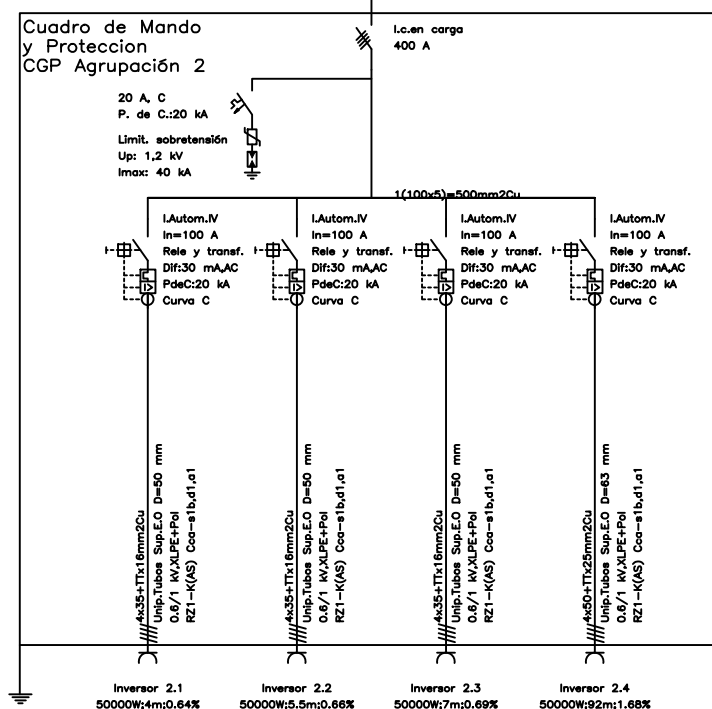 Cuadro de Mando
y Proteccion
CGP Agrupación 2
I.c.en carga
400 A
20 A, C
P. de C.:20 kA
Limit. sobretensión
Up: 1,2 kV
Imax: 40 kA
1(100x5)=500mm2Cu
I.Autom.IV
In=100 A
Rele y transf.
Dif:30 mA,AC
PdeC:20 kA
Curva C
I.Autom.IV
In=100 A
Rele y transf.
Dif:30 mA,AC
PdeC:20 kA
Curva C
I.Autom.IV
In=100 A
Rele y transf.
Dif:30 mA,AC
PdeC:20 kA
Curva C
I.Autom.IV
In=100 A
Rele y transf.
Dif:30 mA,AC
PdeC:20 kA
Curva C
4x35+TTx16mm2Cu
Unip.Tubos Sup.E.O D=50 mm
0.6/1 kV,XLPE+Pol
RZ1-K(AS) Cca-s1b,d1,a1
4x35+TTx16mm2Cu
Unip.Tubos Sup.E.O D=50 mm
0.6/1 kV,XLPE+Pol
RZ1-K(AS) Cca-s1b,d1,a1
4x35+TTx16mm2Cu
Unip.Tubos Sup.E.O D=50 mm
0.6/1 kV,XLPE+Pol
RZ1-K(AS) Cca-s1b,d1,a1
4x50+TTx25mm2Cu
Unip.Tubos Sup.E.O D=63 mm
0.6/1 kV,XLPE+Pol
RZ1-K(AS) Cca-s1b,d1,a1
Inversor 2.1
50000W;4m;0.64%
Inversor 2.2
50000W;5.5m;0.66%
Inversor 2.3
50000W;7m;0.69%
Inversor 2.4
50000W;92m;1.68%